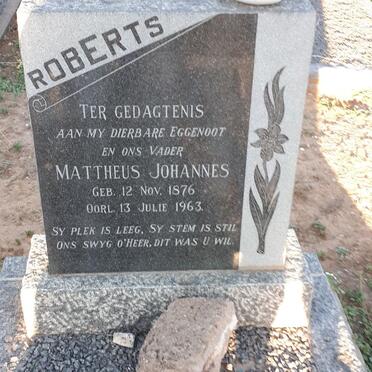 ROBERTS
TER GEDAGTENIS
AAN MY DIERBARE EGGENOOT
EN ONS VADER
MATTHEUS JOHANNES
GEB. 12 NOV. 1876
OORL. 13 JULIE 1963.
SY PLEK IS LEEG, SY STEM IS STIL
ONS SWYG O'HEER, DIT WAS U WIL.